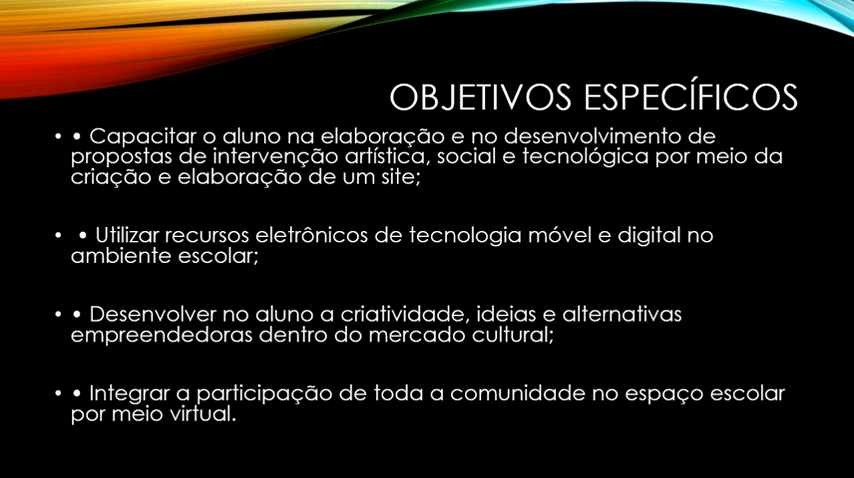 OBJETIVOS ESPECÍFICOS
• • Capacitar o aluno na elaboração e no desenvolvimento de
propostas de intervenção artística, social e tecnológica por meio da
criação e elaboração de um site;
• • Utilizar recursos eletrônicos de tecnologia móvel e digital no
ambiente escolar;
• • Desenvolver no aluno a criatividade, ideias e alternativas
empreendedoras dentro do mercado cultural;
• • Integrar a participação de toda a comunidade no espaço escolar
por meio virtual.